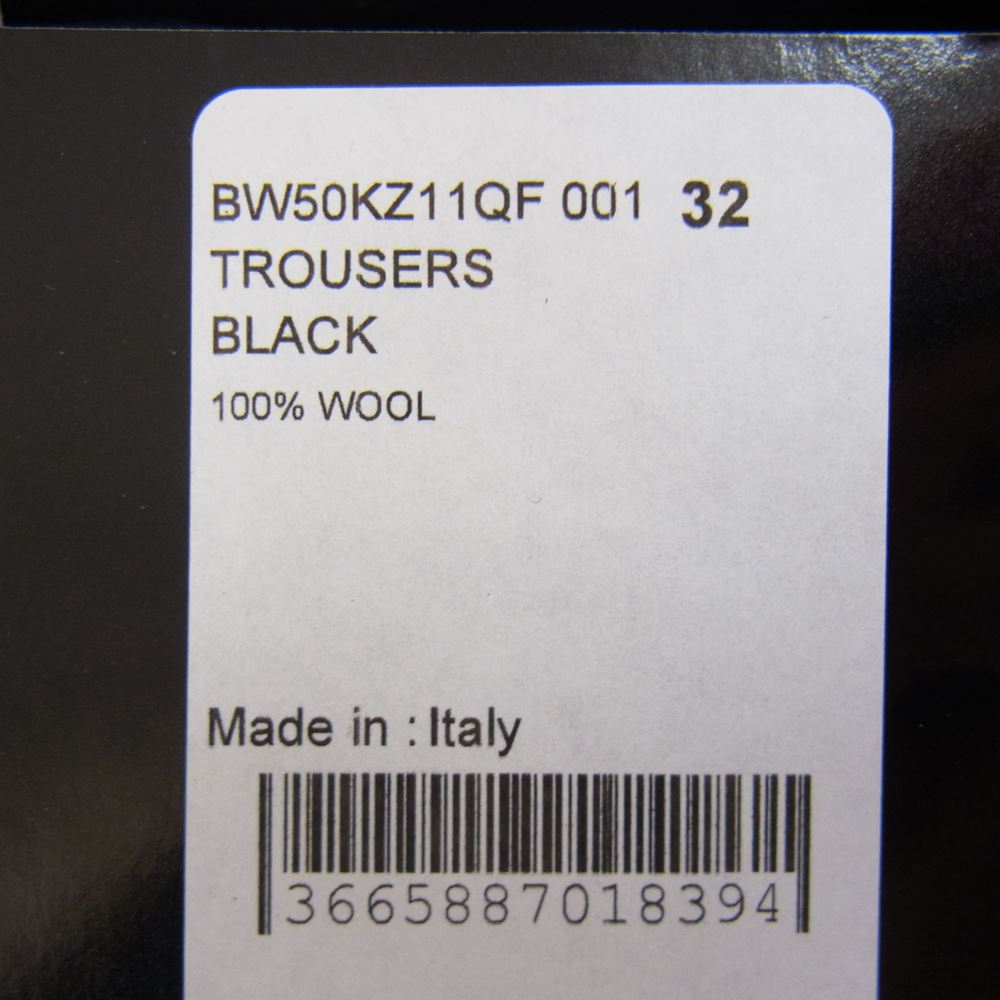 BW50KZ11QF 001 32
TROUSERS
BLACK
100% WOOL
Made in : Italy
3665887018394